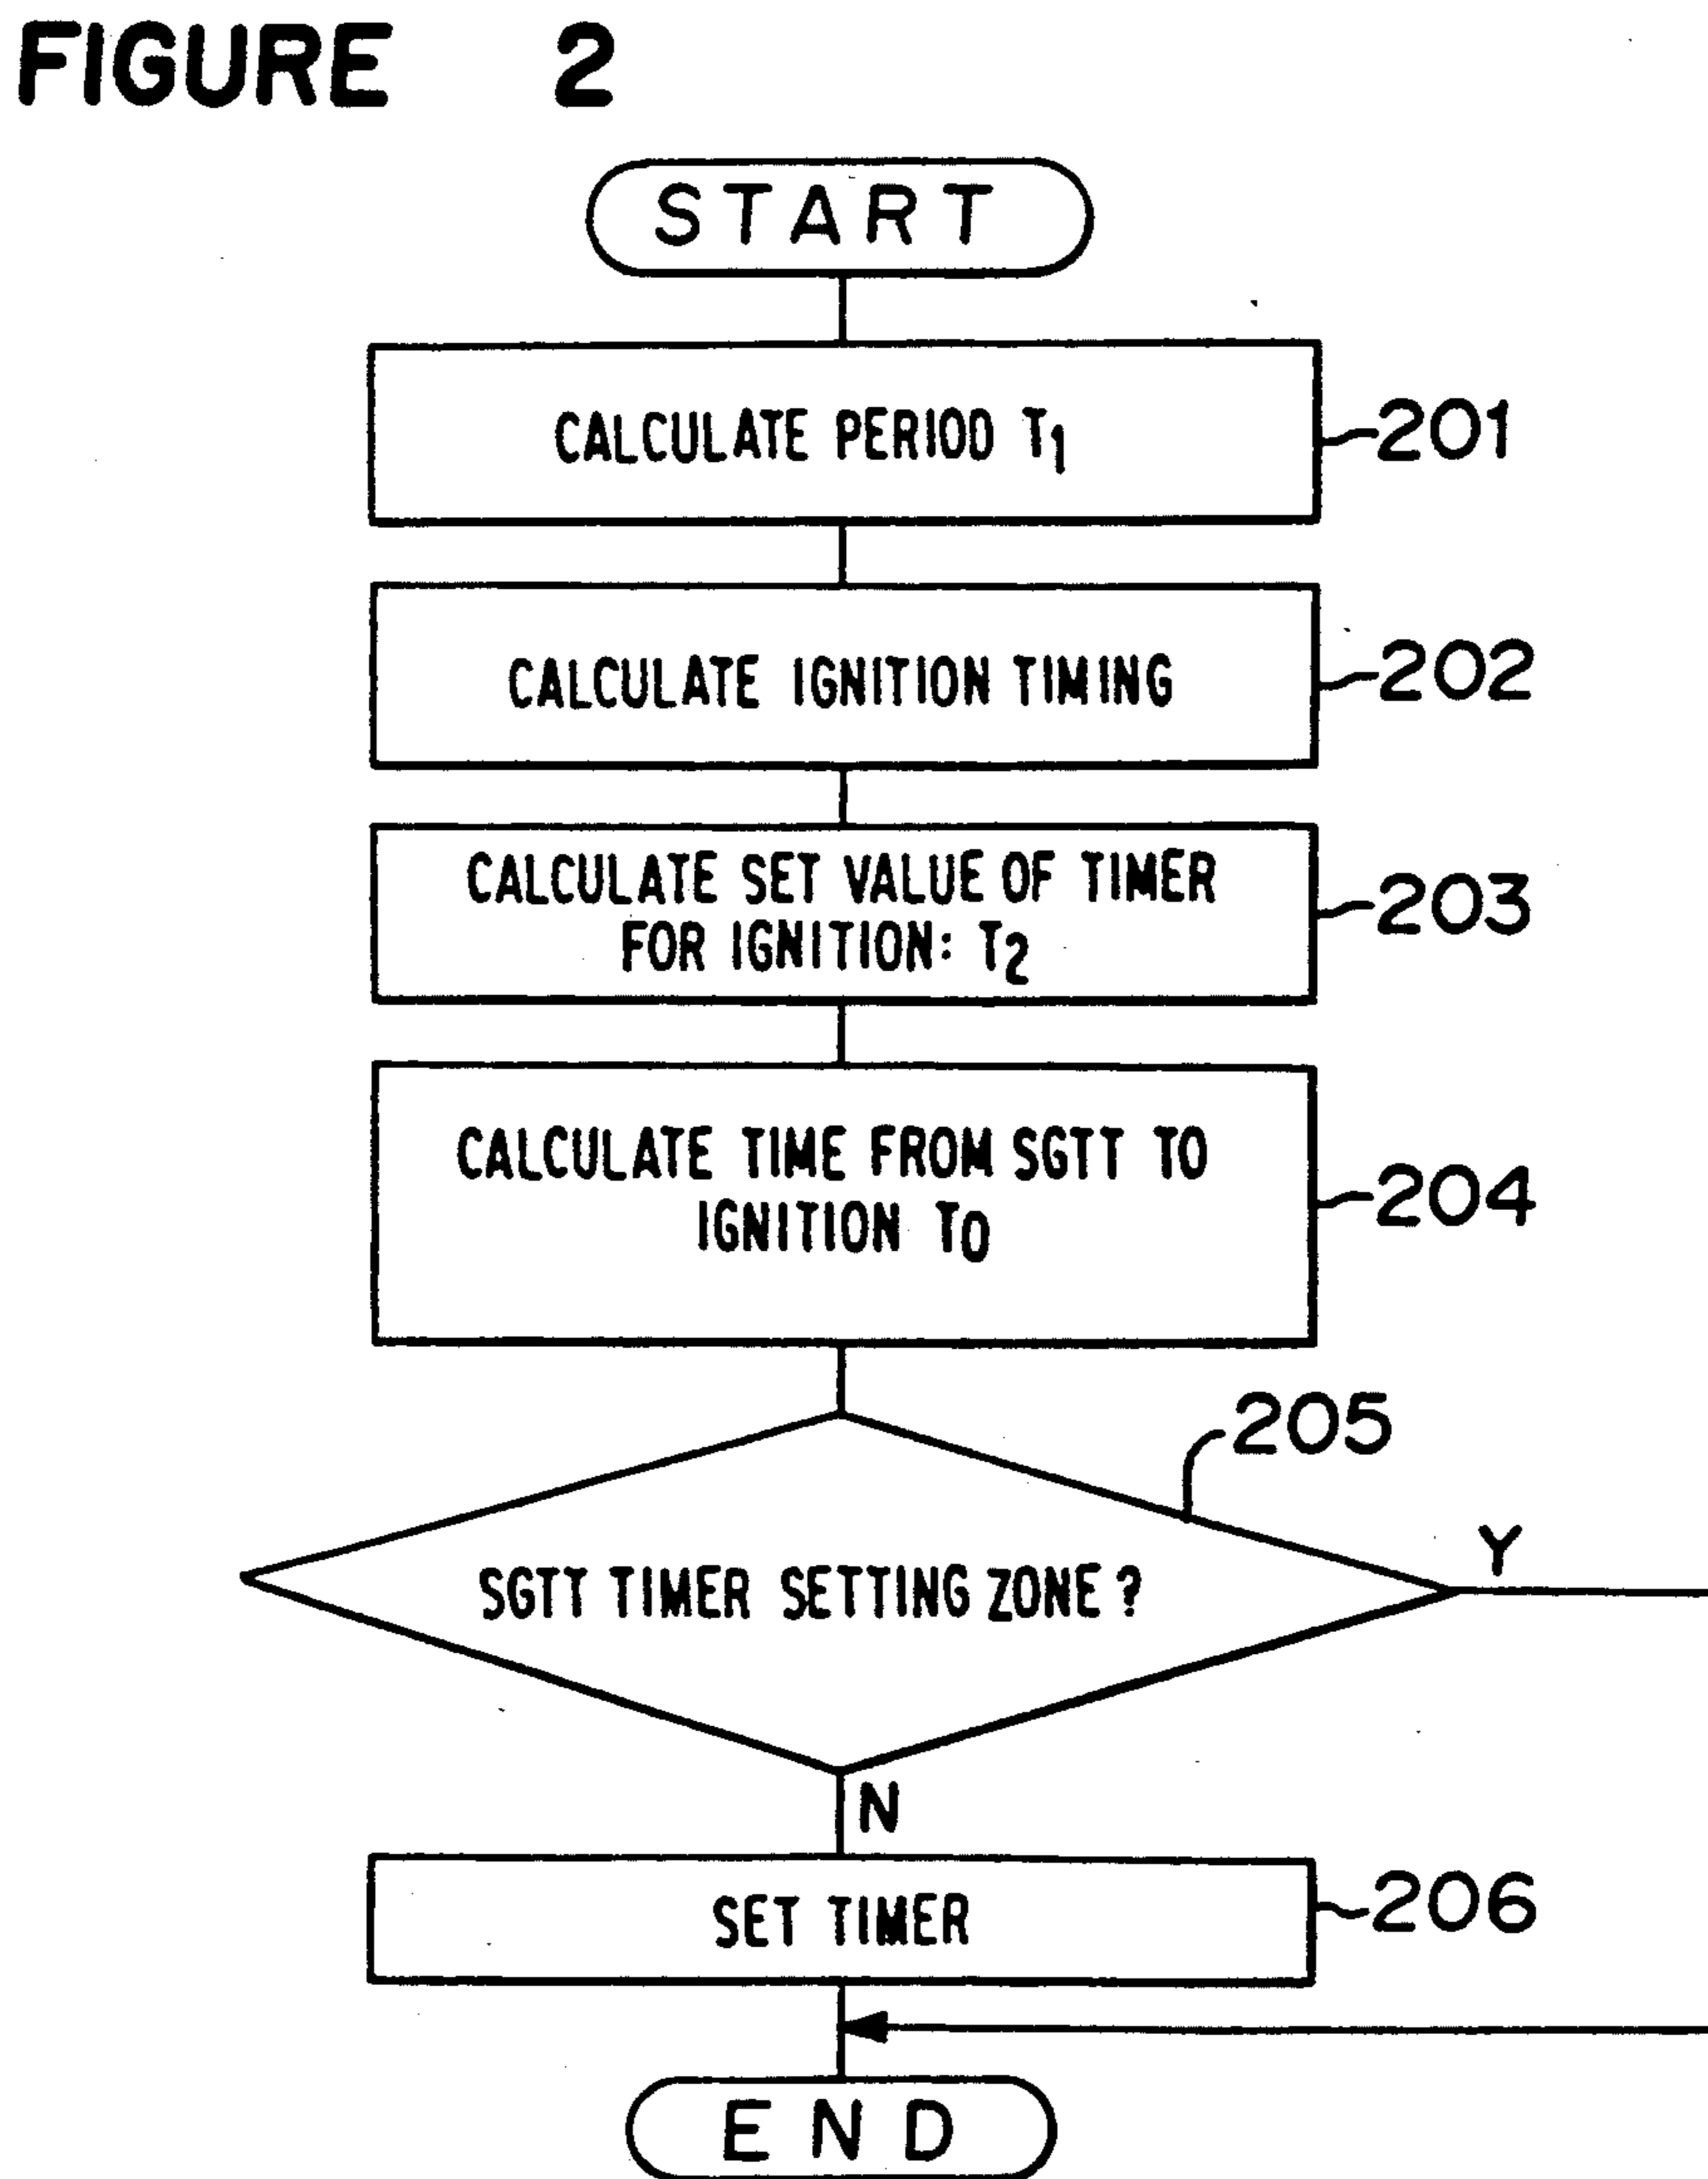 FIGURE 2
START
CALCULATE PERIOD T1
201
CALCULATE IGNITION TIMING
202
CALCULATE SET VALUE OF TIMER
FOR IGNITION: T2
203
CALCULATE TIME FROM SGTT TO
IGNITION T0
204
205
SGTT TIMER SETTING ZONE?
Y
N
SET TIMER
206
END